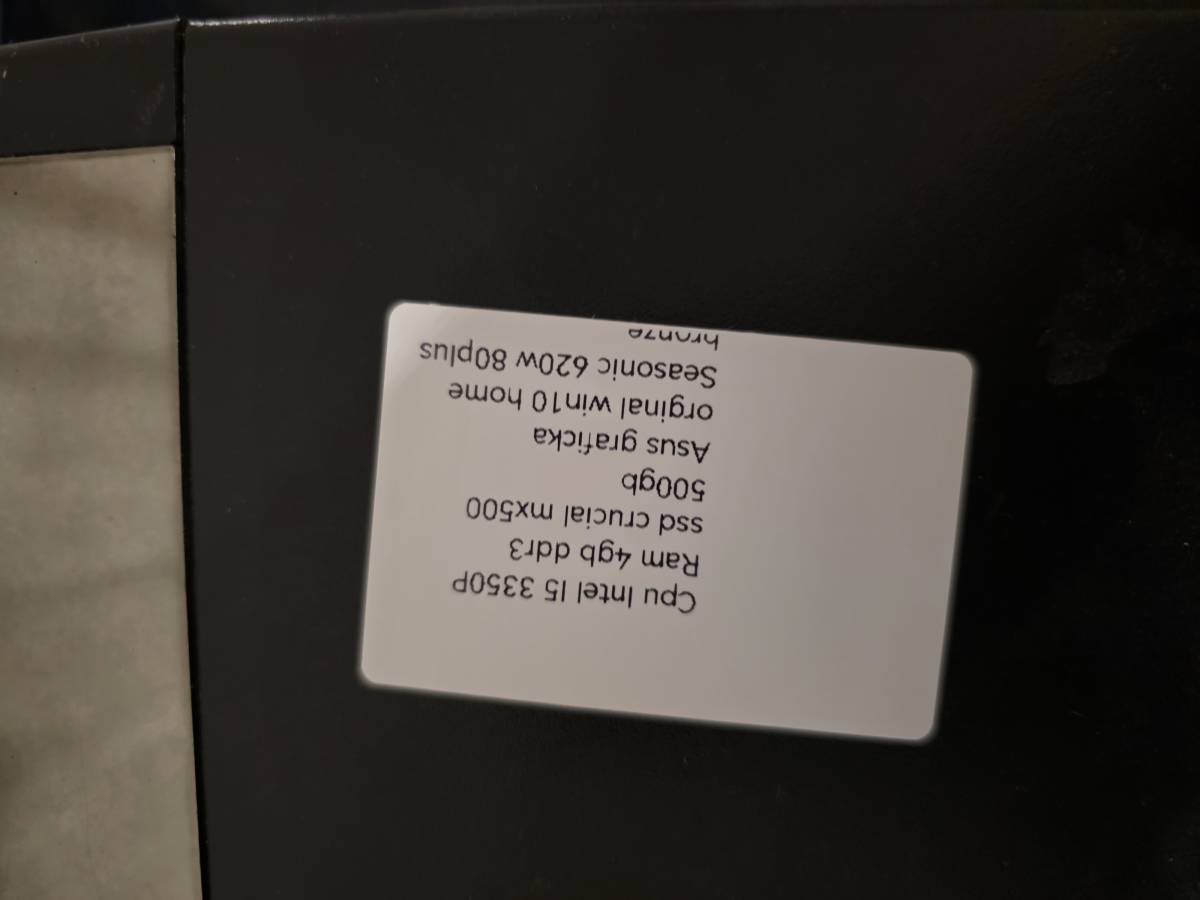 Cpu Intel I5 3350P
Ram 4gb ddr3
ssd crucial mx500
500gb
Asus graficka
orginal win10 home
Seasonic 620w 80plus
bronze